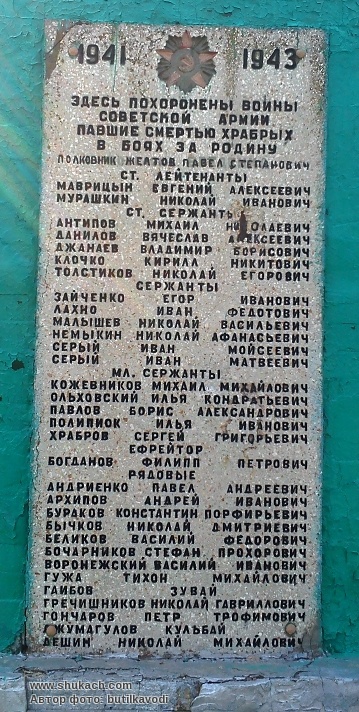 1941 1943
ЗДЕСЬ ПОХОРОНЕНЫ ВОИНЫ
СОВЕТСКОЙ АРМИИ
ПАВШИЕ СМЕРТЬЮ ХРАБРЫХ
В БОЯХ ЗА РОДИНУ
ПОЛКОВНИК ЖЕЛТОВ ПАВЕЛ СТЕПАНОВИЧ
СТ. ЛЕЙТЕНАНТЫ
МАВРИЦЫН ЕВГЕНИЙ АЛЕКСЕЕВИЧ
МУРАШКИН НИКОЛАЙ ИВАНОВИЧ
СТ. СЕРЖАНТЫ
АНТИПОВ МИХАИЛ НИКОЛАЕВИЧ
ДАНИЛОВ ВЯЧЕСЛАВ АЛЕКСЕЕВИЧ
ДЖАНАЕВ ВЛАДИМИР БОРИСОВИЧ
КЛОЧКО КИРИЛЛ НИКИТОВИЧ
ТОЛСТИКОВ НИКОЛАЙ ЕГОРОВИЧ
СЕРЖАНТЫ
ЗАЙЧЕНКО ЕГОР ИВАНОВИЧ
ЛАХНО ИВАН ФЕДОТОВИЧ
МАЛЫШЕВ НИКОЛАЙ ВАСИЛЬЕВИЧ
НЕМЫКИН НИКОЛАЙ АФАНАСЬЕВИЧ
СЕРЫЙ ИВАН МОЙСЕЕВИЧ
СЕРЫЙ ИВАН МАТВЕЕВИЧ
МЛ. СЕРЖАНТЫ
КОЖЕВНИКОВ МИХАИЛ МИХАЙЛОВИЧ
ОЛЬХОВСКИЙ ИЛЬЯ КОНДРАТЬЕВИЧ
ПАВЛОВ БОРИС АЛЕКСАНДРОВИЧ
ПОЛИПЮК ИЛЬЯ ИВАНОВИЧ
ХРАБРОВ СЕРГЕЙ ГРИГОРЬЕВИЧ
ЕФРЕЙТОР
БОГДАНОВ ФИЛИПП ПЕТРОВИЧ
РЯДОВЫЕ
АНДРИЕНКО ПАВЕЛ АНДРЕЕВИЧ
АРХИПОВ АНДРЕЙ ИВАНОВИЧ
БУРАКОВ КОНСТАНТИН ПОРФИРЬЕВИЧ
БЫЧКОВ НИКОЛАЙ ДМИТРИЕВИЧ
БЕЛИКОВ ВАСИЛИЙ ФЕДОРОВИЧ
БОЧАРНИКОВ СТЕФАН ПРОХОРОВИЧ
ВОРОНЕЖСКИЙ ВАСИЛИЙ ИВАНОВИЧ
ГУЖА ТИХОН МИХАЙЛОВИЧ
ГАИБОВ ЗУВАЙ
ГРЕЧИШНИКОВ НИКОЛАЙ ГАВРИЛЛОВИЧ
ГОНЧАРОВ ПЕТР ТРОФИМОВИЧ
ДЖУМАГУЛОВ КУЛЬБАЙ
ДЕШИН НИКОЛАЙ МИХАЙЛОВИЧ
www.shukach.com
Автор фото: butilkavodi